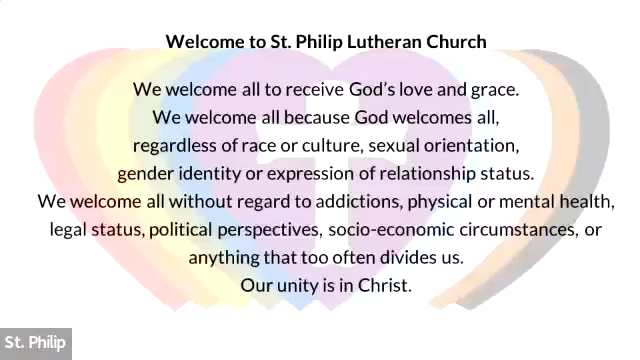 Welcome to St. Philip Lutheran Church
We welcome all to receive God's love and grace.
We welcome all because God welcomes all,
regardless of race or culture, sexual orientation,
gender identity or expression of relationship status.
We welcome all without regard to addictions, physical or mental health,
legal status, political perspectives, socio-economic circumstances, or
anything that too often divides us.
Our unity is in Christ.
St. Philip